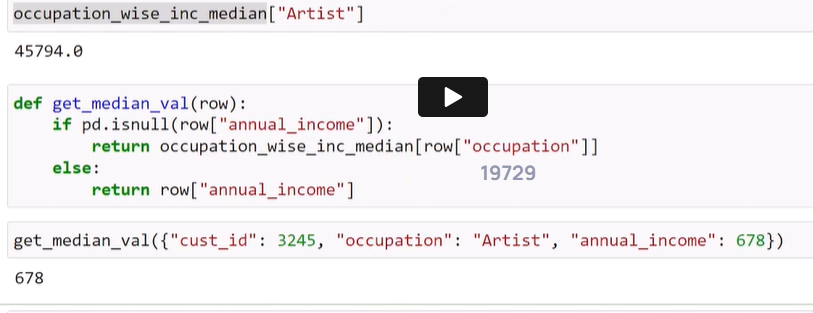 occupation_wise_inc_median["Artist"]
45794.0
def get_median_val(row):
    if pd.isnull(row["annual_income"]):
        return occupation_wise_inc_median[row["occupation"]]
    else:
19729
        return row["annual_income"]
get_median_val({"cust_id": 3245, "occupation": "Artist", "annual_income": 678})
678